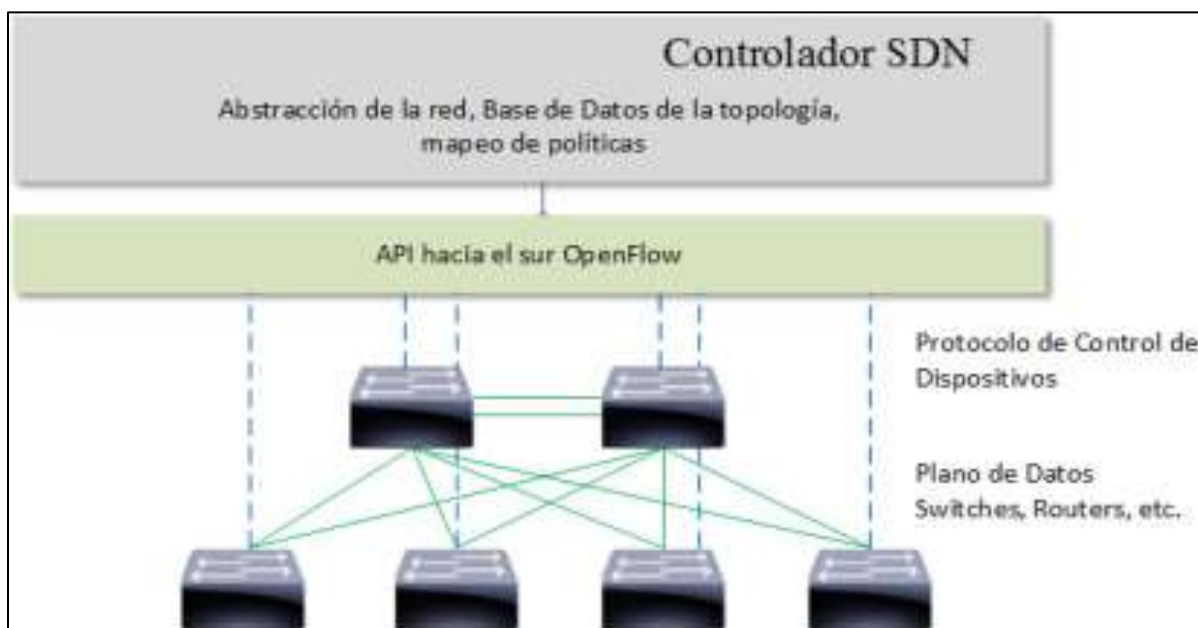 Controlador SDN
Abstracción de la red, Base de Datos de la topología,
mapeo de políticas
API hacia el sur OpenFlow
Protocolo de Control de
Dispositivos
Plano de Datos
Switches, Routers, etc.